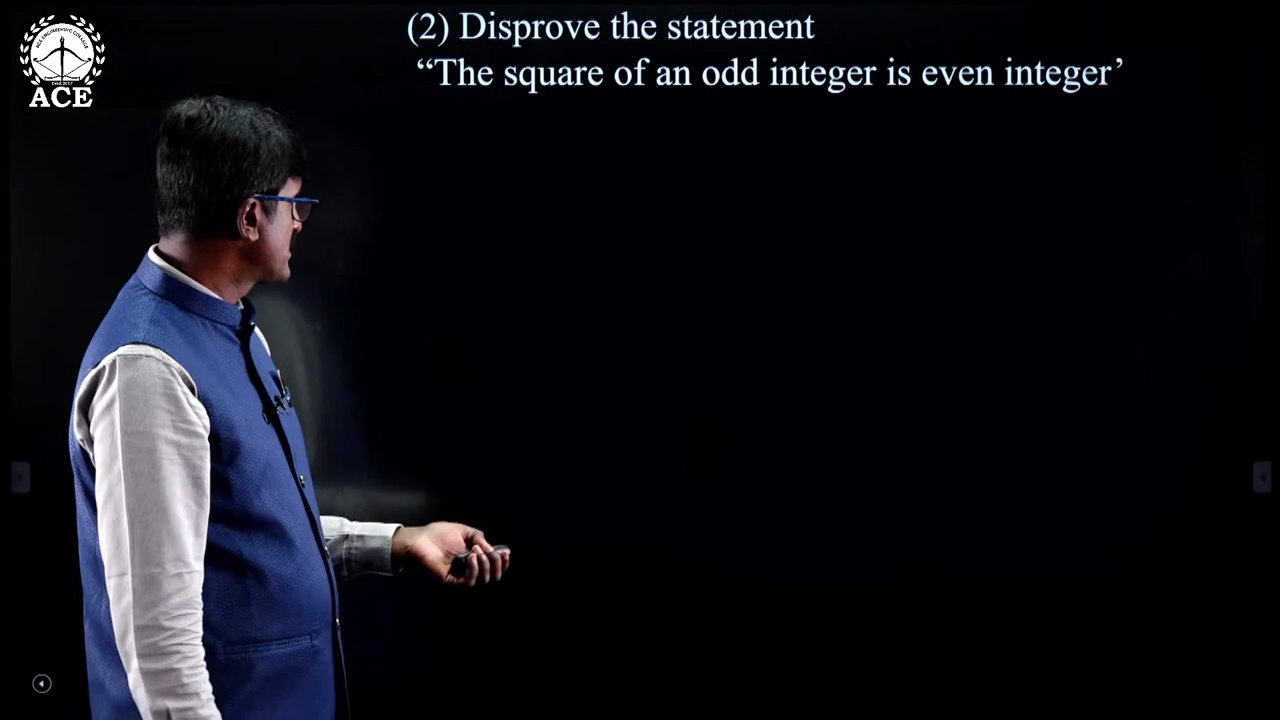 ACE
(2) Disprove the statement
“The square of an odd integer is even integer’